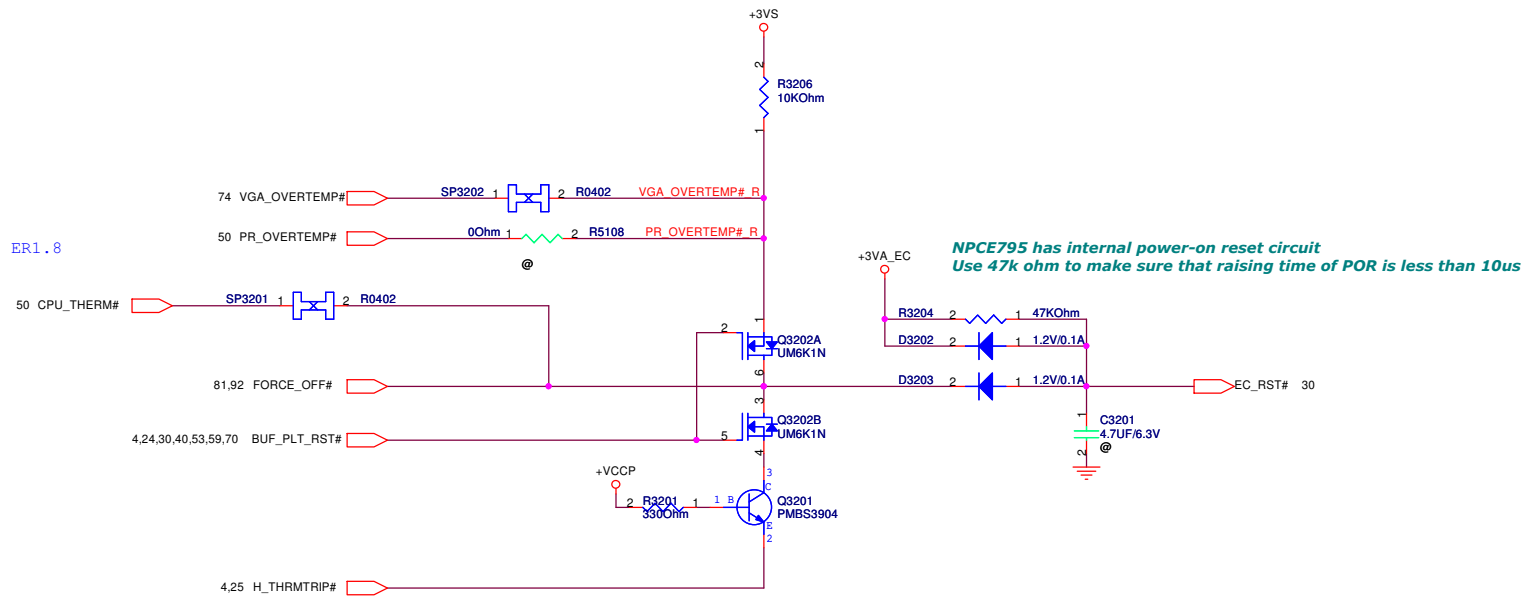 +3VS
2
R3206
10KOhm
1
74 VGA_OVERTEMP#
SP3202 1
2 R0402
VGA_OVERTEMP#_R
50 PR_OVERTEMP#
0Ohm 1
2 R5108
PR_OVERTEMP#_R
@
ER1.8
NPCE795 has internal power-on reset circuit
Use 47k ohm to make sure that raising time of POR is less than 10us
+3VA_EC
50 CPU_THERM#
SP3201 1
2 R0402
R3204 2
1 47KOhm
1
2
Q3202A
UM6K1N
6
D3202 2
1 1.2V/0.1A
81,92 FORCE_OFF#
D3203 2
1 1.2V/0.1A
EC_RST# 30
3
Q3202B
UM6K1N
4
5
4,24,30,40,53,59,70 BUF_PLT_RST#
1
C3201
4.7UF/6.3V
@
2
+VCCP
2 R3201 1
330Ohm
1 B
3
C
Q3201
PMBS3904
E
2
4,25 H_THRMTRIP#